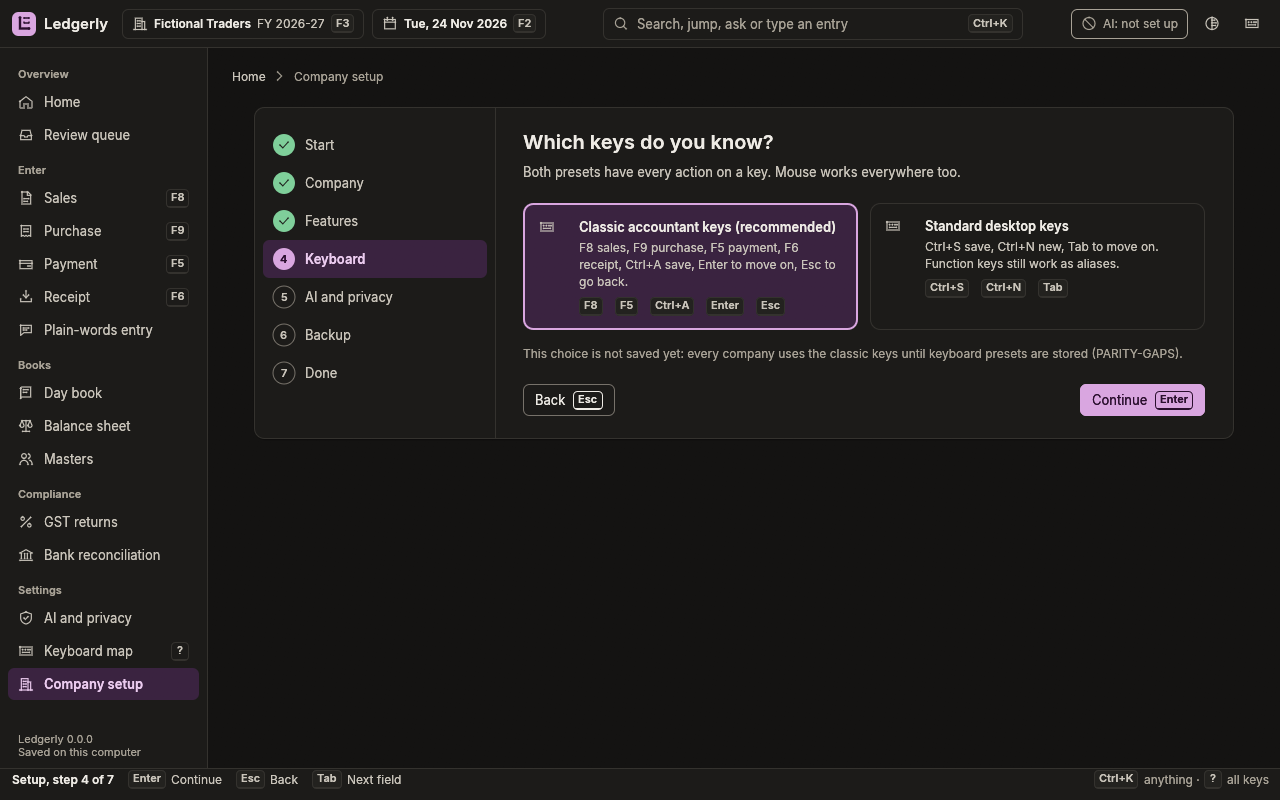 Ledgerly
Fictional Traders FY 2026-27 F3
Tue, 24 Nov 2026 F2
Search, jump, ask or type an entry Ctrl+K
AI: not set up
Overview
Home
Review queue
Enter
Sales F8
Purchase F9
Payment F5
Receipt F6
Plain-words entry
Books
Day book
Balance sheet
Masters
Compliance
GST returns
Bank reconciliation
Settings
AI and privacy
Keyboard map ?
Company setup
Ledgerly 0.0.0
Saved on this computer
Home > Company setup
Start
Company
Features
4 Keyboard
5 AI and privacy
6 Backup
7 Done
Which keys do you know?
Both presets have every action on a key. Mouse works everywhere too.
Classic accountant keys (recommended)
F8 sales, F9 purchase, F5 payment, F6
receipt, Ctrl+A save, Enter to move on, Esc to
go back.
F8 F5 Ctrl+A Enter Esc
Standard desktop keys
Ctrl+S save, Ctrl+N new, Tab to move on.
Function keys still work as aliases.
Ctrl+S Ctrl+N Tab
This choice is not saved yet: every company uses the classic keys until keyboard presets are stored (PARITY-GAPS).
Back Esc
Continue Enter
Setup, step 4 of 7 Enter Continue Esc Back Tab Next field
Ctrl+K anything · ? all keys